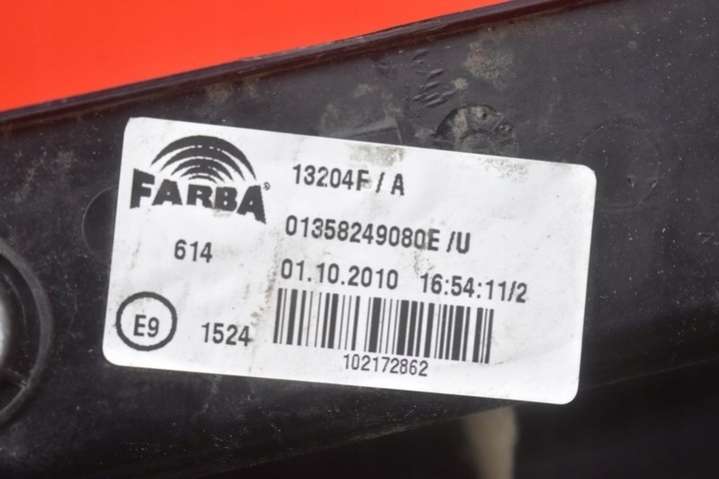 FARBA®
13204F / A
01358249080E /U
614
01.10.2010 16:54:11/2
E9
1524
102172862